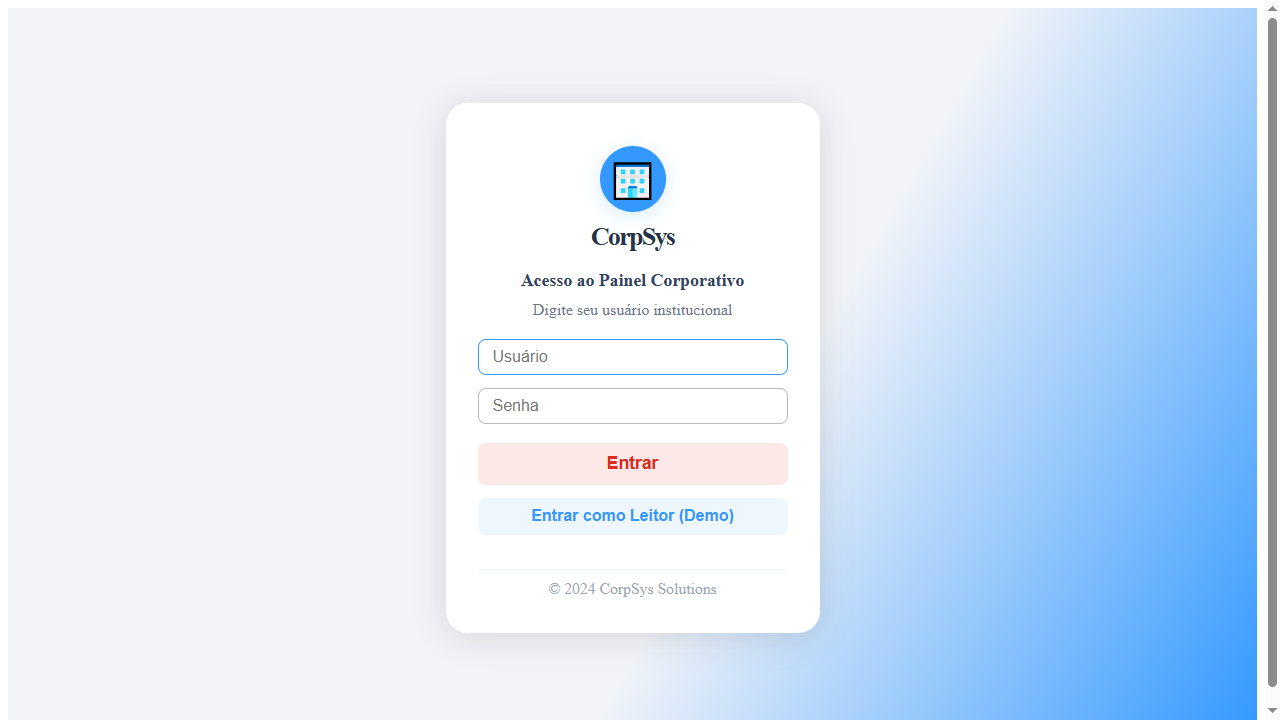 CorpSys
Acesso ao Painel Corporativo
Digite seu usuário institucional
Usuário
Senha
Entrar
Entrar como Leitor (Demo)
© 2024 CorpSys Solutions